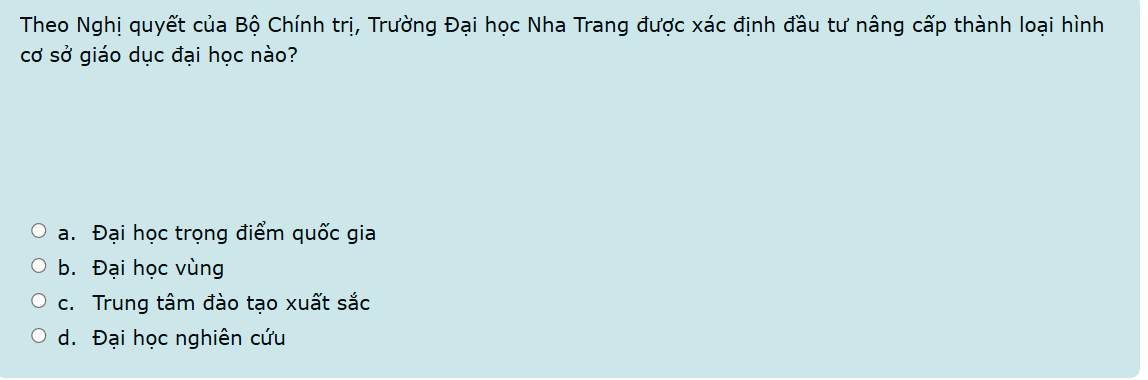 Theo Nghị quyết của Bộ Chính trị, Trường Đại học Nha Trang được xác định đầu tư nâng cấp thành loại hình
cơ sở giáo dục đại học nào?
a. Đại học trọng điểm quốc gia
b. Đại học vùng
c. Trung tâm đào tạo xuất sắc
d. Đại học nghiên cứu